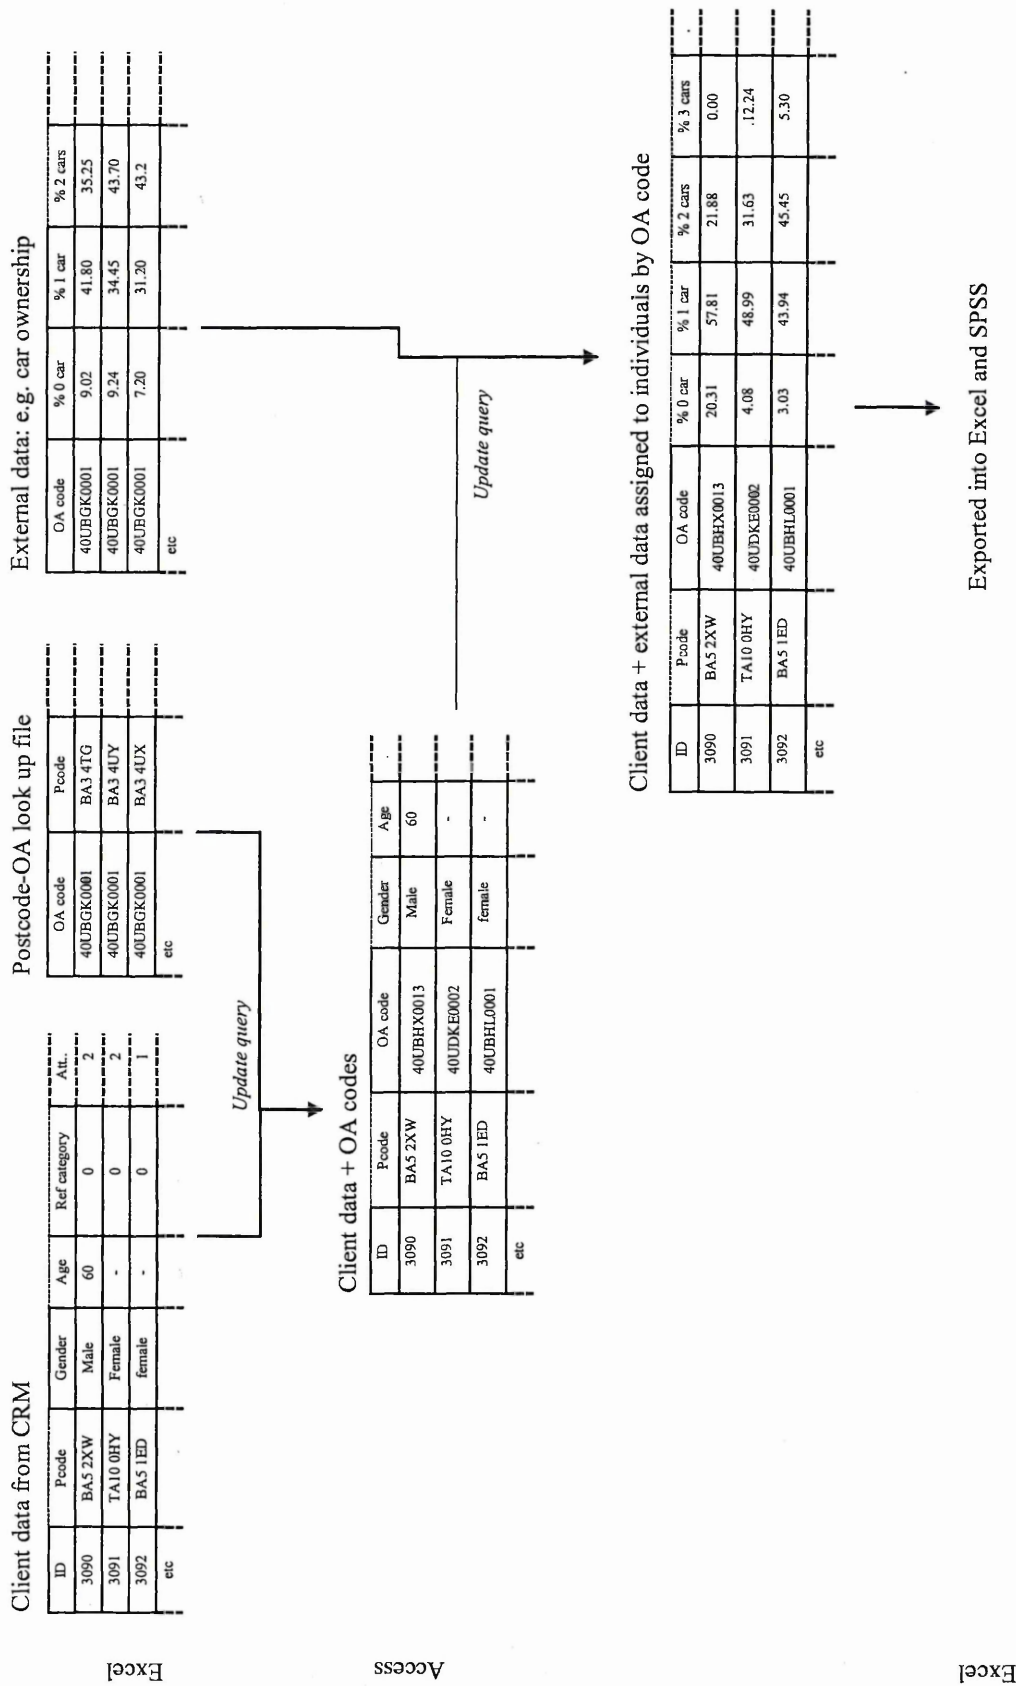 Client data from CRM
ID Pcode Gender Age Ref category Att..
3090 BA5 2XW Male 60 0 2
3091 TA10 0HY Female - 0 2
3092 BA5 1ED female - 0 1
etc
Postcode-OA look up file
OA code Pcode
40UBGK0001 BA3 4TG
40UBGK0001 BA3 4UY
40UBGK0001 BA3 4UX
etc
External data: e.g. car ownership
OA code % 0 car % 1 car % 2 cars
40UBGK0001 9.02 41.80 35.25
40UBGK0001 9.24 34.45 43.70
40UBGK0001 7.20 31.20 43.2
etc
Excel
Update query
Client data + OA codes
ID Pcode OA code Gender Age
3090 BA5 2XW 40UBHX0013 Male 60
3091 TA10 0HY 40UDKE0002 Female -
3092 BA5 1ED 40UBHL0001 female -
etc
Access
Update query
Client data + external data assigned to individuals by OA code
ID Pcode OA code % 0 car % 1 car % 2 cars % 3 cars
3090 BA5 2XW 40UBHX0013 20.31 57.81 21.88 0.00
3091 TA10 0HY 40UDKE0002 4.08 48.99 31.63 .12.24
3092 BA5 1ED 40UBHL0001 3.03 43.94 45.45 5.30
etc
Exported into Excel and SPSS
Excel